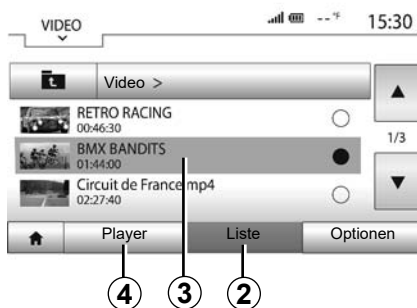 VIDEO --°F 15:30
Video >
RETRO RACING
00:46:30
1/3
BMX BANDITS
01:44:00
Circuit de France.mp4
02:27:40
Player Liste Optionen
4 3 2